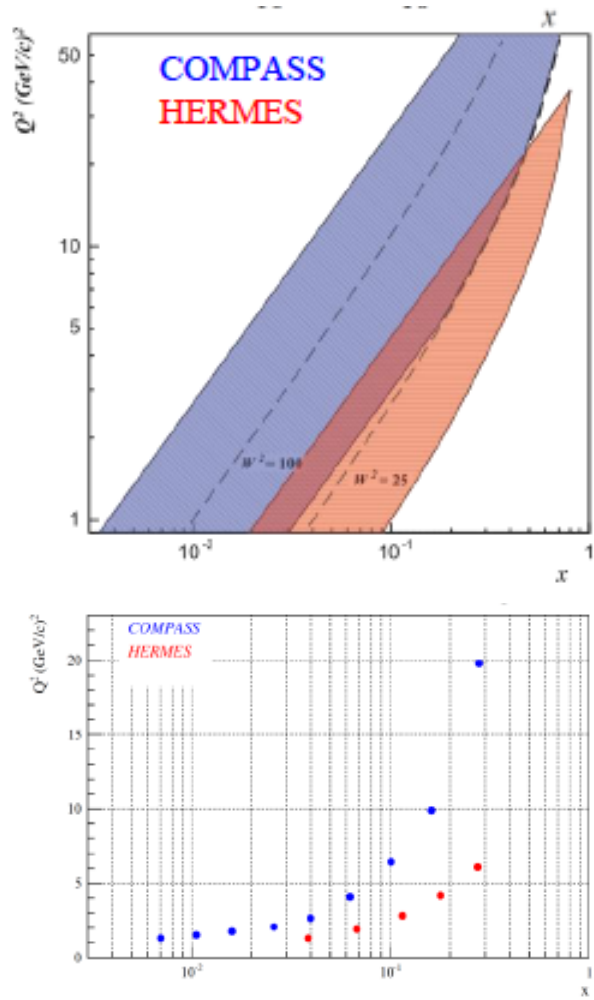 x
Q² (GeV/c)²
50
COMPASS
HERMES
10
5
W² = 100
W² = 25
1
10⁻² 10⁻¹ 1
x
Q² (GeV/c)²
COMPASS
HERMES
20
15
10
5
0
10⁻² 10⁻¹ 1
x